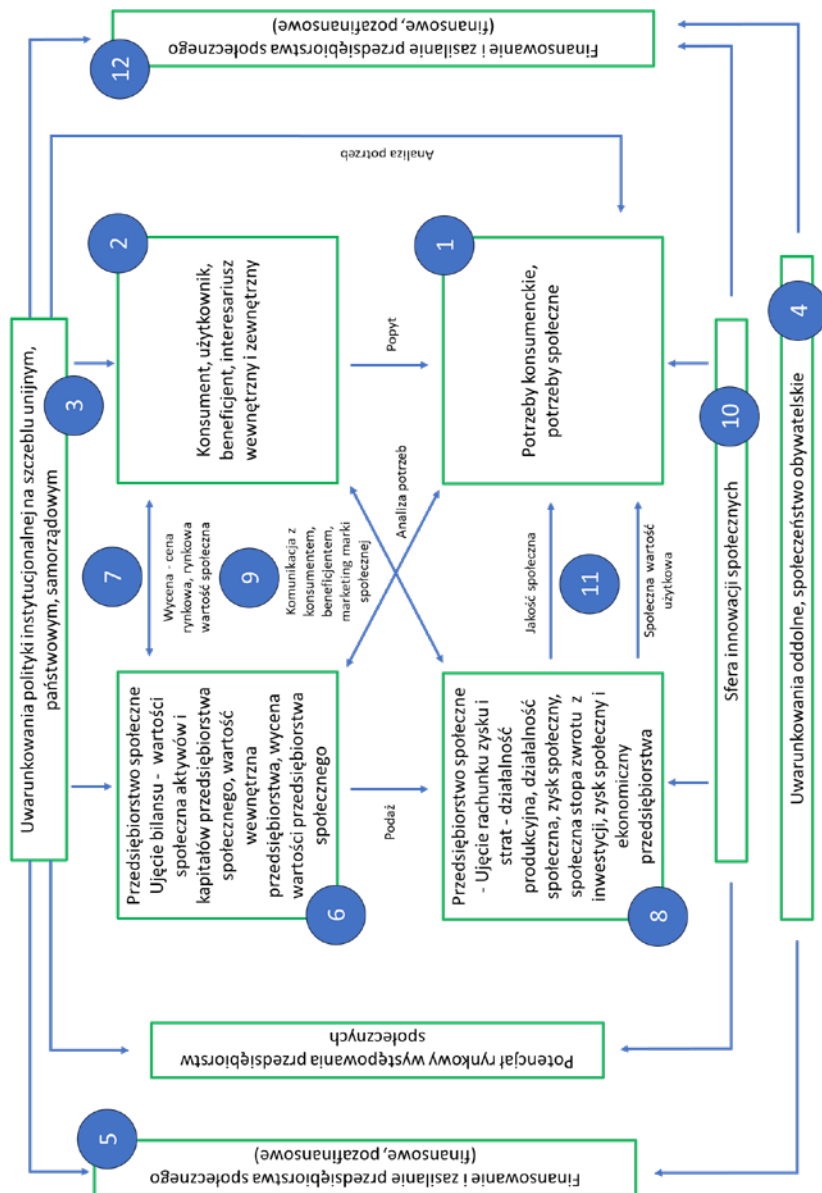 Uwarunkowania polityki instytucjonalnej na szczeblu unijnym,
państwowym, samorządowym
3
5
Finansowanie i zasilanie przedsiębiorstwa społecznego
(finansowe, pozafinansowe)
Potencjał rynkowy występowania przedsiębiorstw
społecznych
Przedsiębiorstwo społeczne
Ujęcie bilansu - wartości
społeczna aktywów i
kapitałów przedsiębiorstwa
społecznego, wartość
wewnętrzna
przedsiębiorstwa, wycena
wartości przedsiębiorstwa
społecznego
6
7
Wycena - cena
rynkowa, rynkowa
wartość społeczna
9
Komunikacja z
konsumentem,
beneficjentem,
marketing marki
społecznej
2
Konsument, użytkownik,
beneficjent, interesariusz
wewnętrzny i zewnętrzny
12
Finansowanie i zasilanie przedsiębiorstwa społecznego
(finansowe, pozafinansowe)
Analiza potrzeb
Podaż
Analiza potrzeb
Popyt
Przedsiębiorstwo społeczne
- Ujęcie rachunku zysku i
strat - działalność
produkcyjna, działalność
społeczna, zysk społeczny,
społeczna stopa zwrotu z
inwestycji, zysk społeczny i
ekonomiczny
przedsiębiorstwa
8
Jakość społeczna
11
Społeczna wartość
użytkowa
1
Potrzeby konsumenckie,
potrzeby społeczne
10
Sfera innowacji społecznych
4
Uwarunkowania oddolne, społeczeństwo obywatelskie